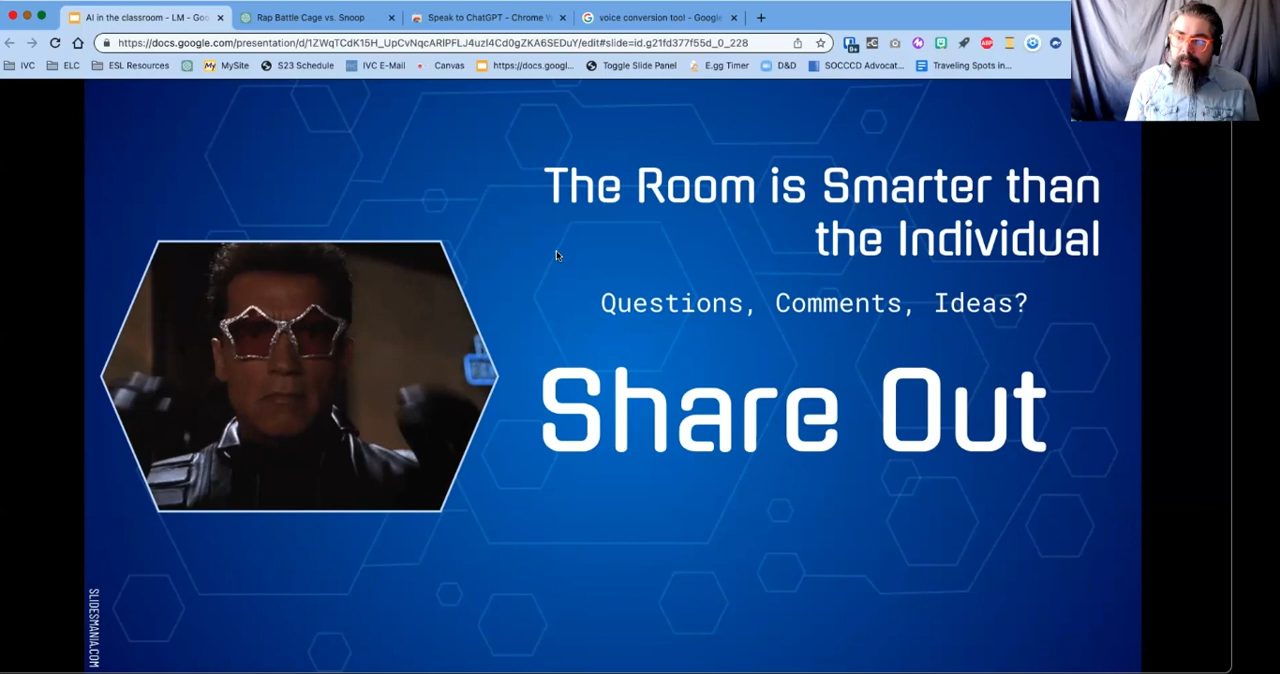 AI in the classroom - LM - Goo
Rap Battle Cage vs. Snoop
Speak to ChatGPT - Chrome W
voice conversion tool - Google
https://docs.google.com/presentation/d/1ZWqTCdK15H_UpCvNqcARIPFLJ4uzI4Cd0gZKA6SEDuY/edit#slide=id.g21fd377f55d_0_228
IVC
ELC
ESL Resources
MySite
S23 Schedule
IVC E-Mail
Canvas
https://docs.googl...
Toggle Slide Panel
E.gg Timer
D&D
SOCCCD Advocat...
Traveling Spots in...
The Room is Smarter than
the Individual
Questions, Comments, Ideas?
Share Out
SLIDESMANIA.COM